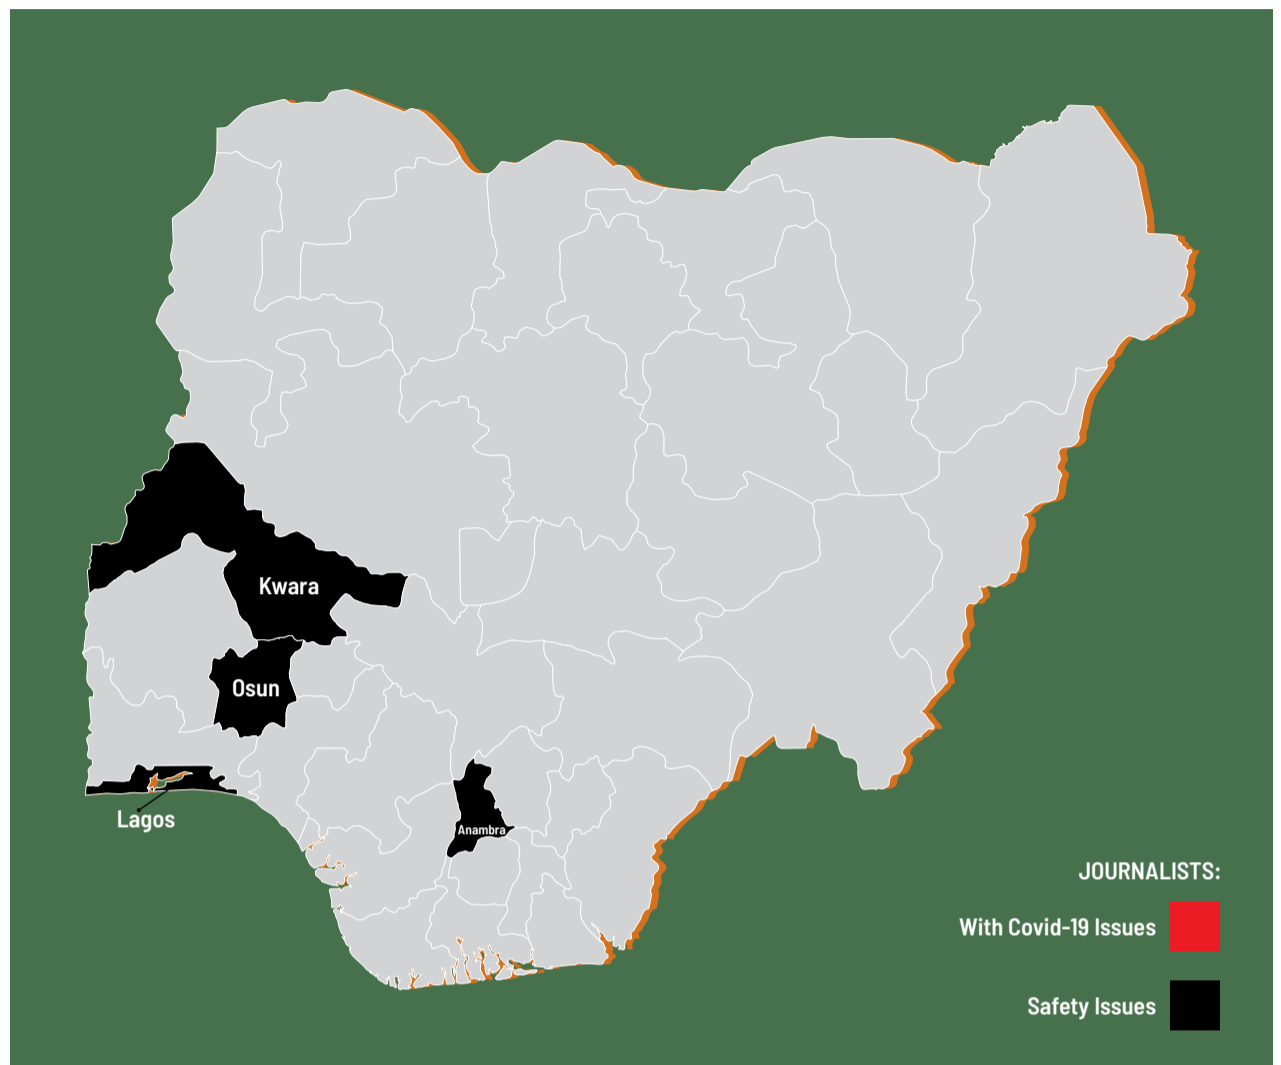 Kwara
Osun
Lagos
Anambra
JOURNALISTS:
With Covid-19 Issues
Safety Issues